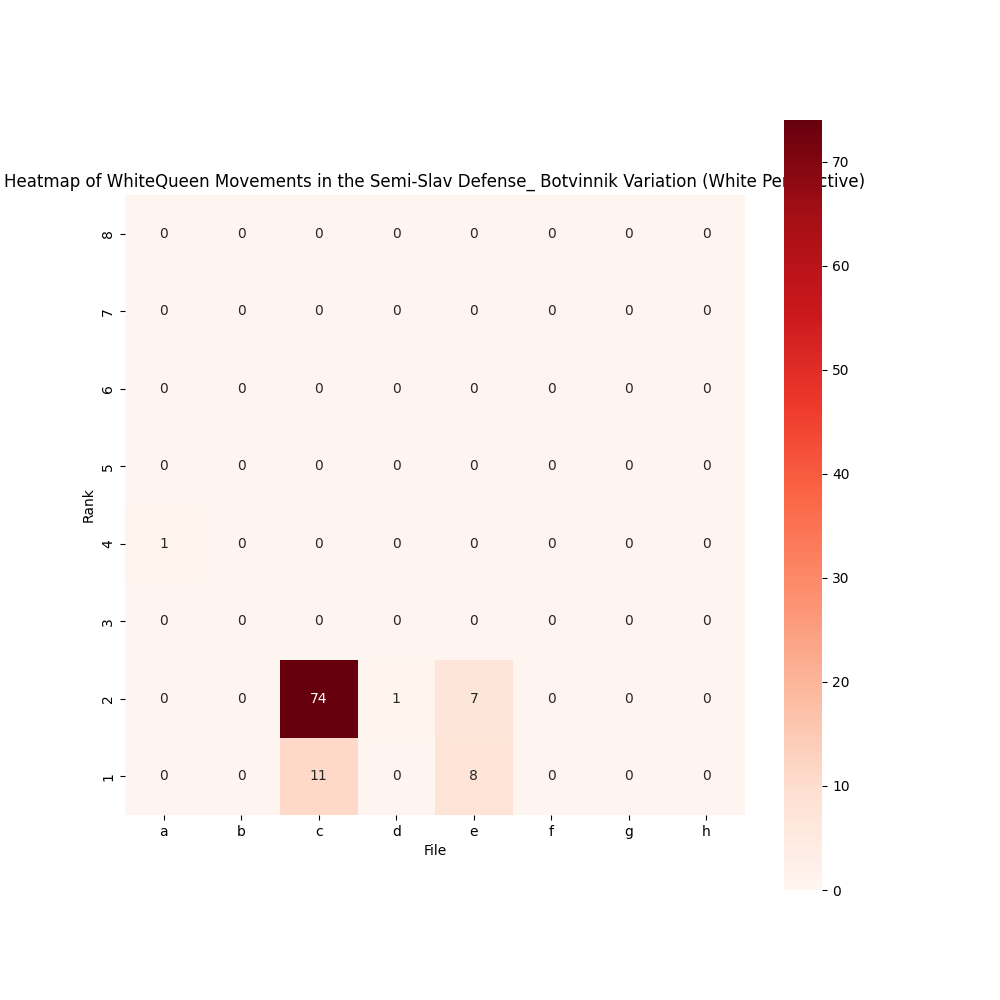 Heatmap of WhiteQueen Movements in the Semi-Slav Defense_ Botvinnik Variation (White Pe ctive)
70
60
50
40
30
20
10
0
Rank
8 0 0 0 0 0 0 0 0
7 0 0 0 0 0 0 0 0
6 0 0 0 0 0 0 0 0
5 0 0 0 0 0 0 0 0
4 1 0 0 0 0 0 0 0
3 0 0 0 0 0 0 0 0
2 0 0 74 1 7 0 0 0
1 0 0 11 0 8 0 0 0
a b c d e f g h
File